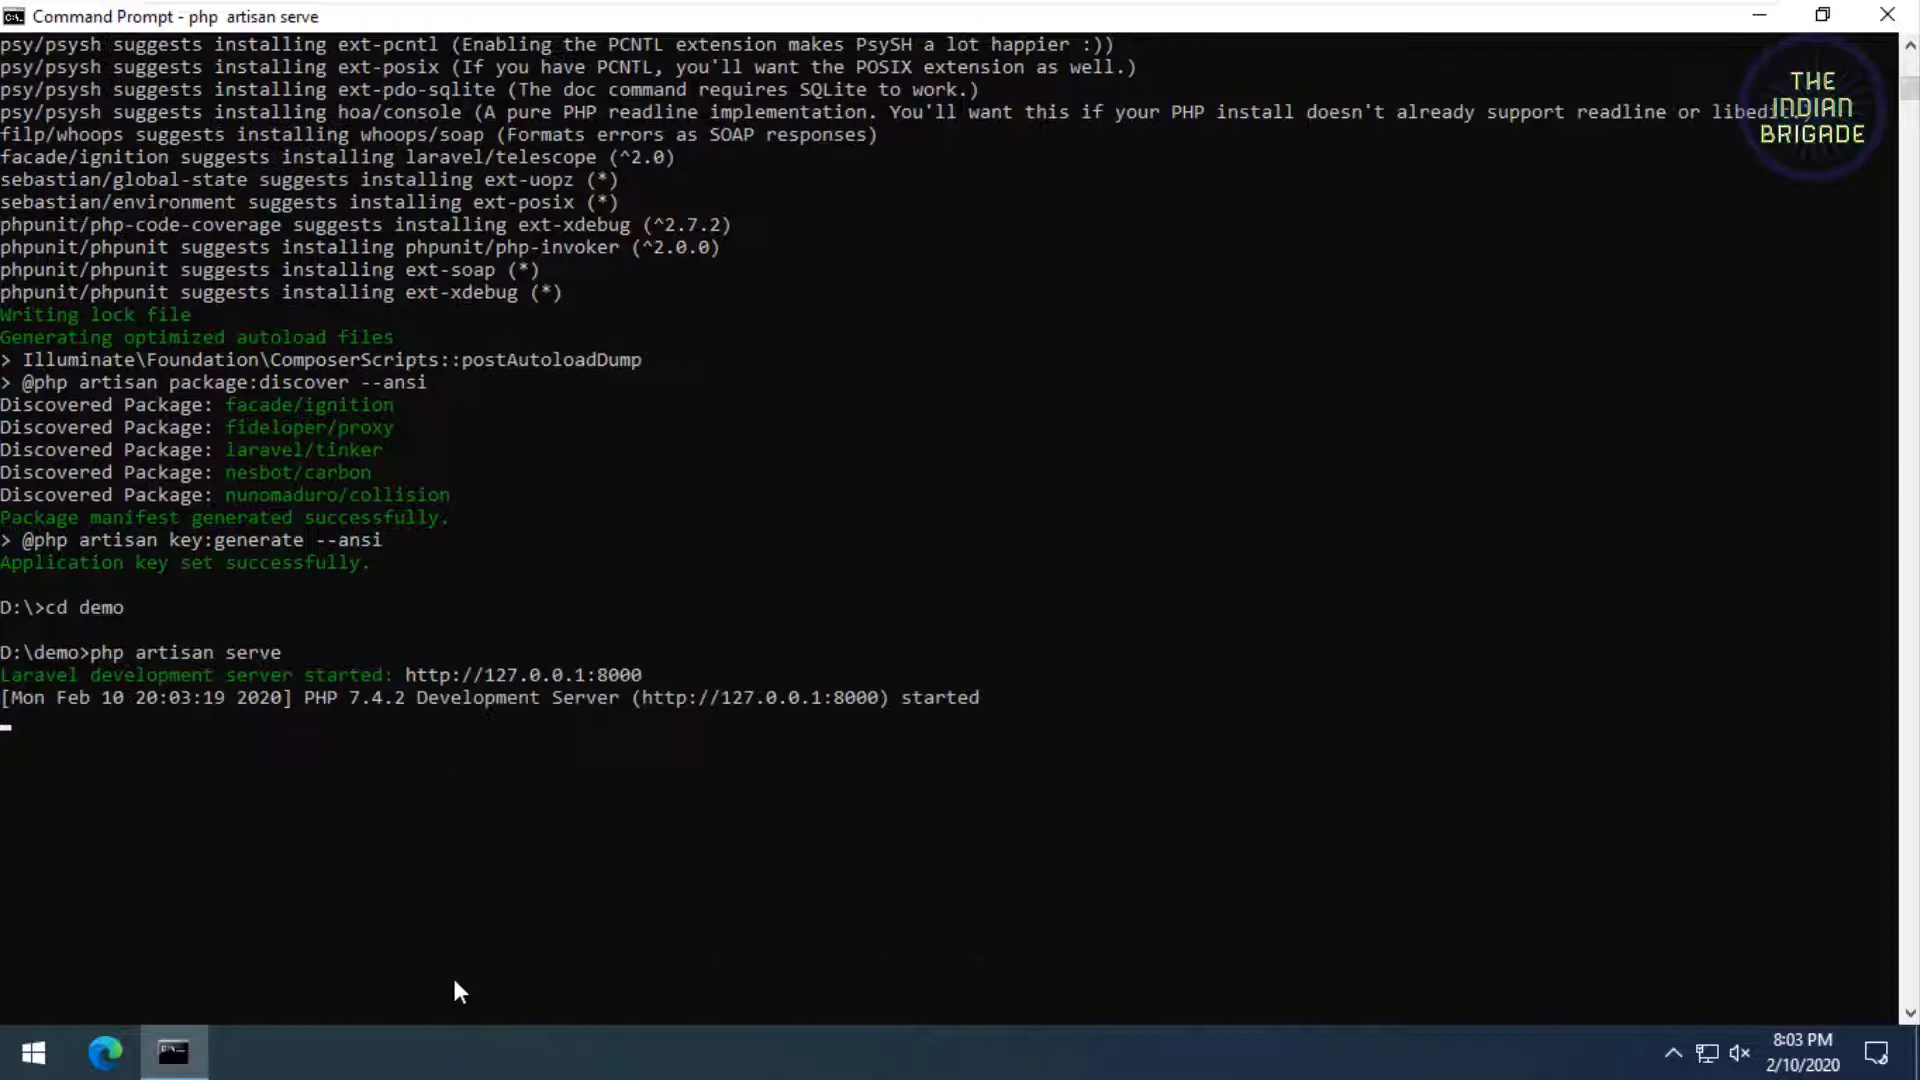 Command Prompt - php  artisan serve
psy/psysh suggests installing ext-pcntl (Enabling the PCNTL extension makes PsySH a lot happier :))
psy/psysh suggests installing ext-posix (If you have PCNTL, you'll want the POSIX extension as well.)
psy/psysh suggests installing ext-pdo-sqlite (The doc command requires SQLite to work.)
psy/psysh suggests installing hoa/console (A pure PHP readline implementation. You'll want this if your PHP install doesn't already support readline or
filp/whoops suggests installing whoops/soap (Formats errors as SOAP responses)
facade/ignition suggests installing laravel/telescope (^2.0)
sebastian/global-state suggests installing ext-uopz (*)
sebastian/environment suggests installing ext-posix (*)
phpunit/php-code-coverage suggests installing ext-xdebug (^2.7.2)
phpunit/phpunit suggests installing phpunit/php-invoker (^2.0.0)
phpunit/phpunit suggests installing ext-soap (*)
phpunit/phpunit suggests installing ext-xdebug (*)
Writing lock file
Generating optimized autoload files
> Illuminate\Foundation\ComposerScripts::postAutoloadDump
> @php artisan package:discover --ansi
Discovered Package: facade/ignition
Discovered Package: fideloper/proxy
Discovered Package: laravel/tinker
Discovered Package: nesbot/carbon
Discovered Package: nunomaduro/collision
Package manifest generated successfully.
> @php artisan key:generate --ansi
Application key set successfully.
D:\>cd demo
D:\demo>php artisan serve
Laravel development server started: http://127.0.0.1:8000
[Mon Feb 10 20:03:19 2020] PHP 7.4.2 Development Server (http://127.0.0.1:8000) started
THE
INDIAN
BRIGADE
8:03 PM
2/10/2020